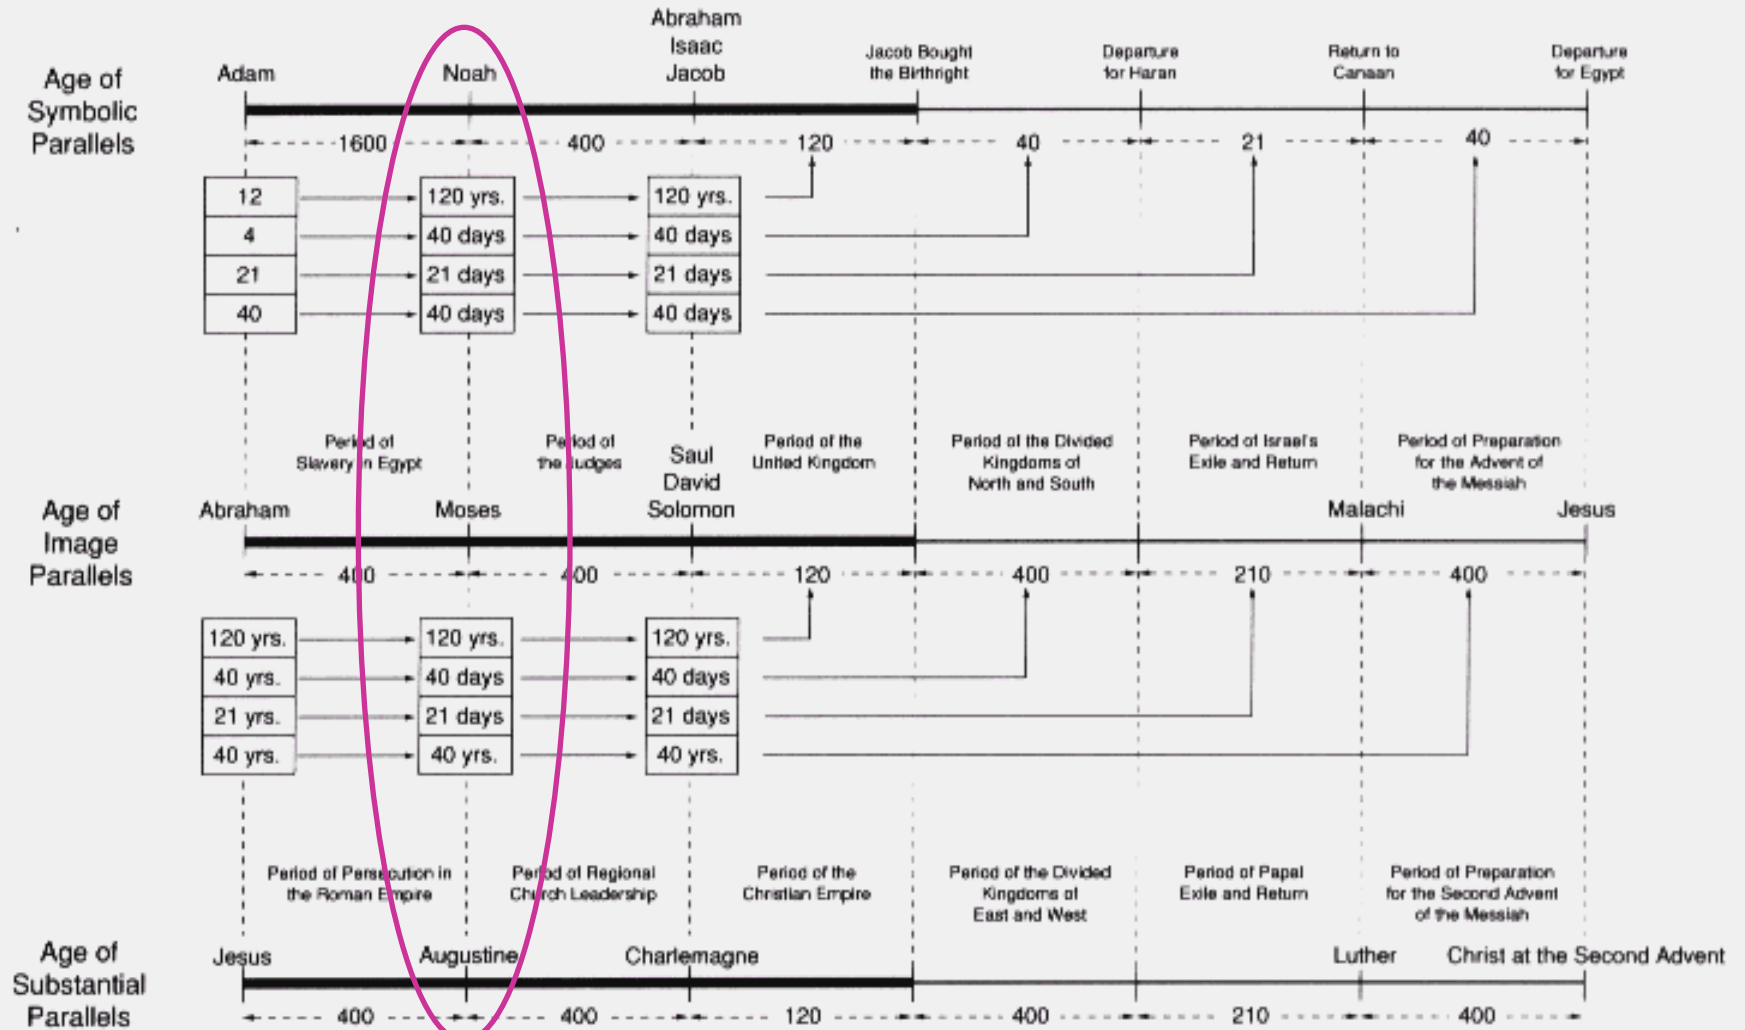 Age of
Symbolic
Parallels
Adam
Noah
Abraham
Isaac
Jacob
Jacob Bought
the Birthright
Departure
for Haran
Return to
Canaan
Departure
for Egypt
1600
400
120
40
21
40
12
120 yrs.
120 yrs.
4
40 days
40 days
21
21 days
21 days
40
40 days
40 days
Period of
Slavery in Egypt
Period of
the Judges
Period of the
United Kingdom
Period of the Divided
Kingdoms of
North and South
Period of Israel's
Exile and Return
Period of Preparation
for the Advent of
the Messiah
Age of
Image
Parallels
Abraham
Moses
Saul
David
Solomon
Malachi
Jesus
400
400
120
400
210
400
120 yrs.
120 yrs.
120 yrs.
40 yrs.
40 days
40 days
21 yrs.
21 days
21 days
40 yrs.
40 yrs.
40 yrs.
Period of Persecution in
the Roman Empire
Period of Regional
Church Leadership
Period of the
Christian Empire
Period of the Divided
Kingdoms of
East and West
Period of Papal
Exile and Return
Period of Preparation
for the Second Advent
of the Messiah
Age of
Substantial
Parallels
Jesus
Augustine
Charlemagne
Luther
Christ at the Second Advent
400
400
120
400
210
400